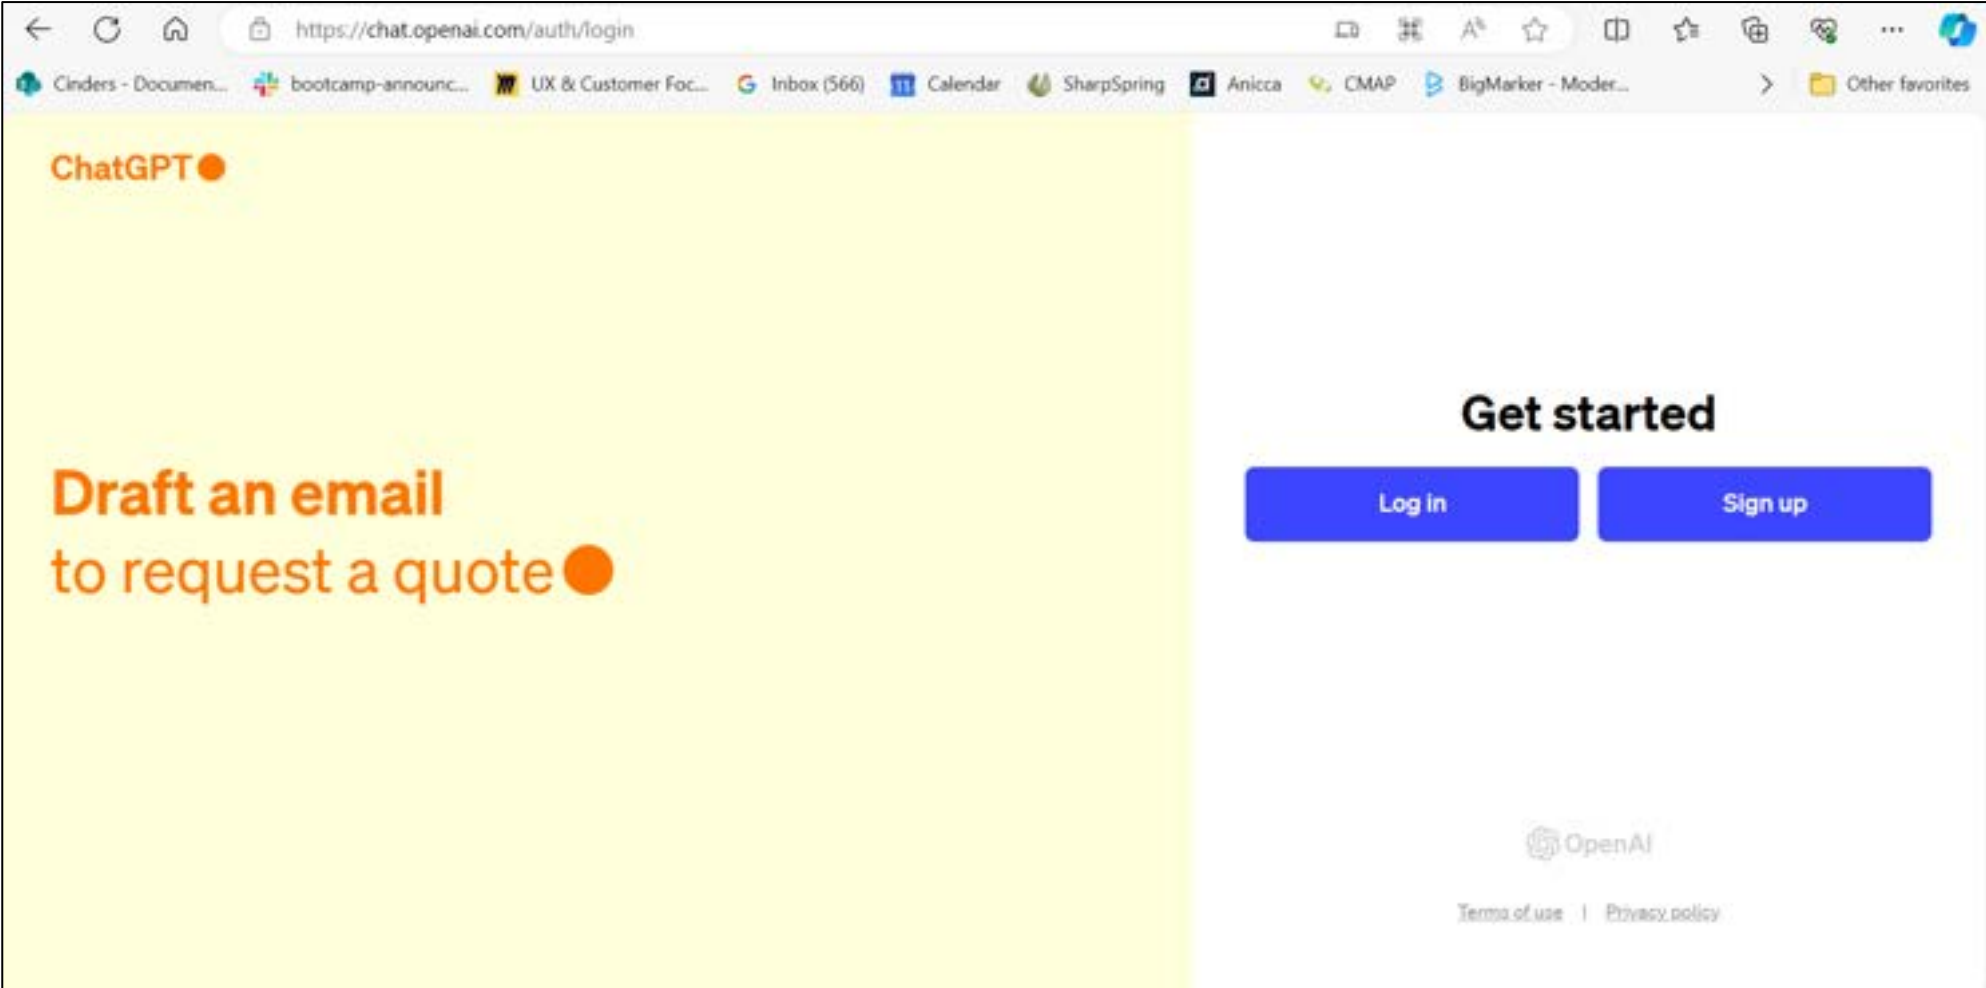 https://chat.openai.com/auth/login
Cinders - Documen... bootcamp-announc... UX & Customer Foc... Inbox (566) Calendar SharpSpring Anicca CMAP BigMarker - Moder... Other favorites
ChatGPT
Draft an email
to request a quote
Get started
Log in Sign up
OpenAI
Terms of use | Privacy policy